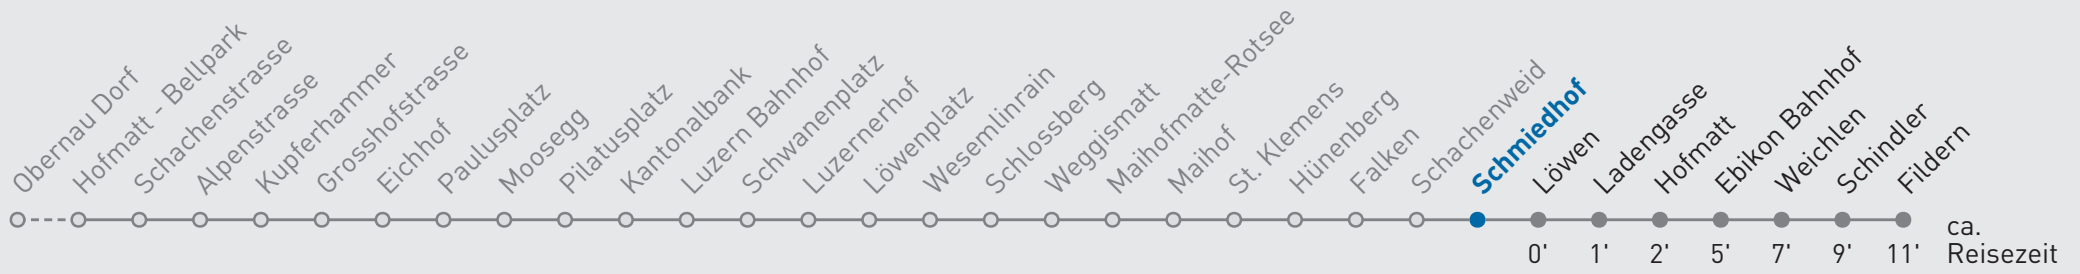 Obernau Dorf
Hofmatt - Bellpark
Schachenstrasse
Alpenstrasse
Kupferhammer
Grosshofstrasse
Eichhof
Paulusplatz
Moosegg
Pilatusplatz
Kantonalbank
Luzern Bahnhof
Schwanenplatz
Luzernerhof
Löwenplatz
Wesemlinrain
Schlossberg
Weggismatt
Maihofmatte-Rotsee
Maihof
St. Klemens
Hünenberg
Falken
Schachenweid
Schmiedhof
Löwen
Ladengasse
Hofmatt
Ebikon Bahnhof
Weichlen
Schindler
Fildern
0' 1' 2' 5' 7' 9' 11'
ca.
Reisezeit